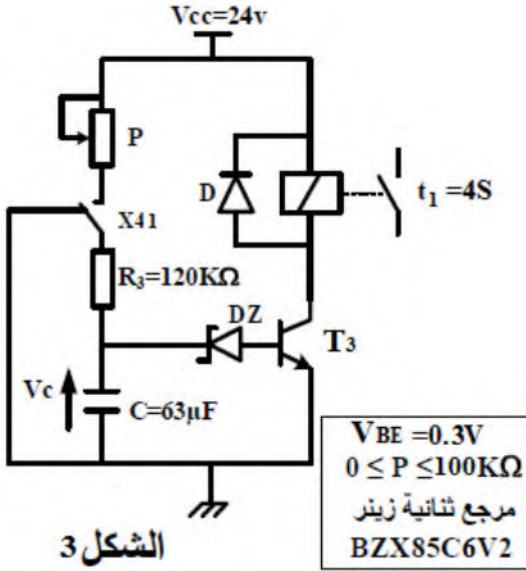 Vcc=24v
P
D
t1 =4S
X41
R3=120KΩ
DZ
T3
Vc
C=63µF
VBE =0.3V
0 ≤ P ≤100KΩ
مرجع ثنائية زينر
BZX85C6V2
الشكل 3